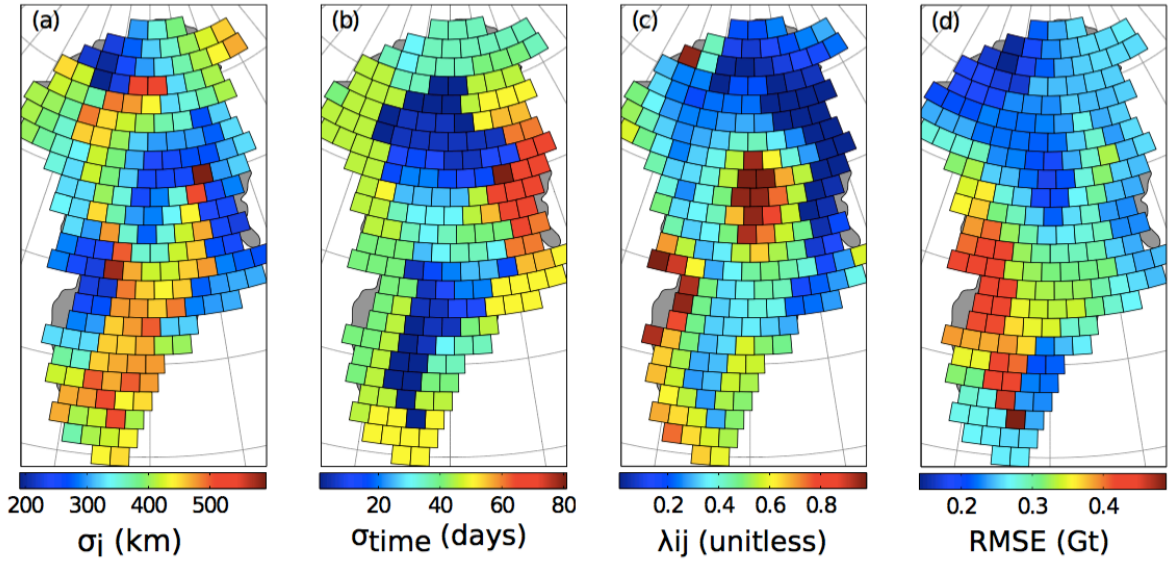 (a) (b) (c) (d)
200 300 400 500 20 40 60 80 0.2 0.4 0.6 0.8 0.2 0.3 0.4
σi (km) σtime (days) λij (unitless) RMSE (Gt)